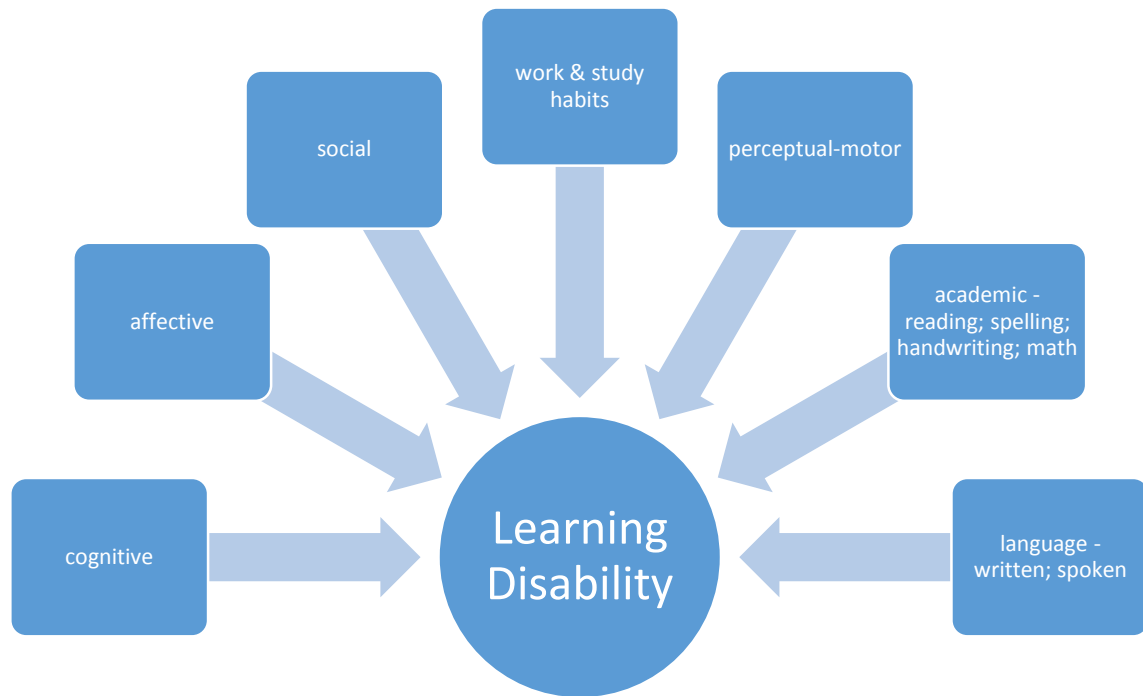 work & study
habits
social
perceptual-motor
affective
academic -
reading; spelling;
handwriting; math
cognitive
Learning
Disability
language -
written; spoken